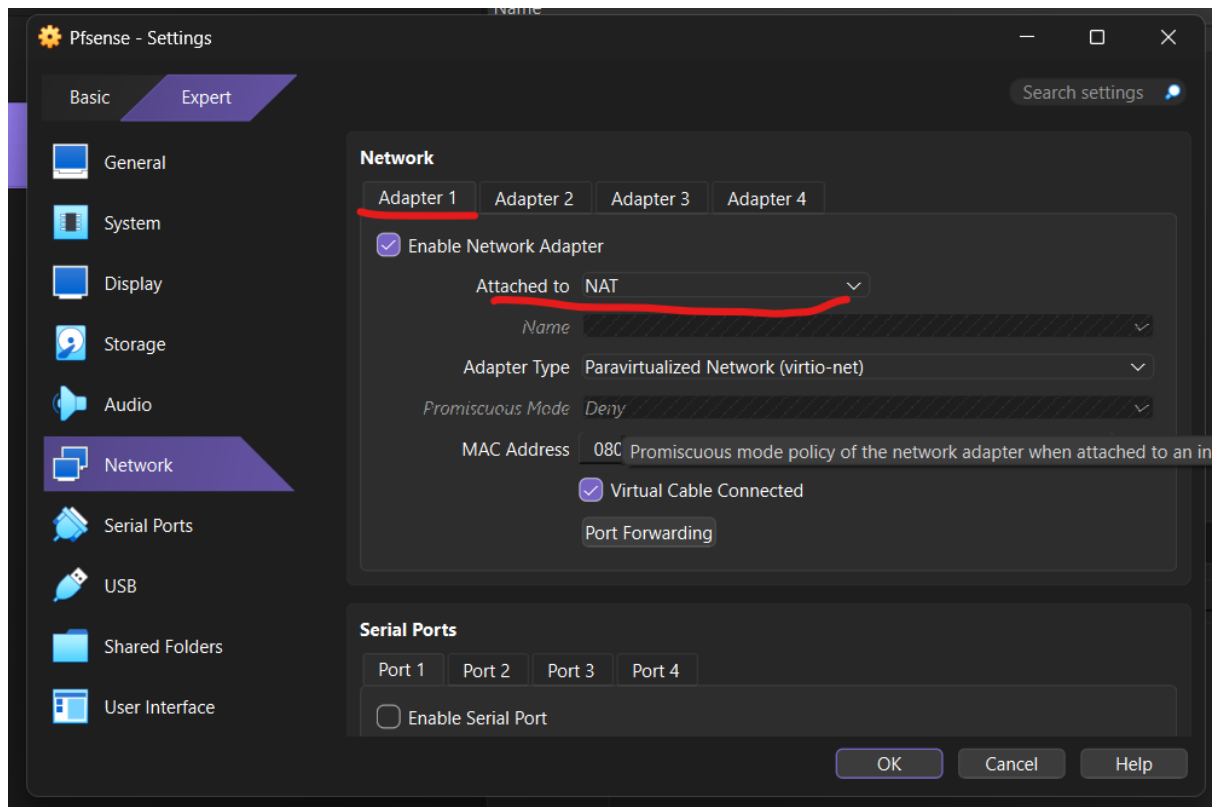 Name
Pfsense - Settings
Basic
Expert
Search settings
General
System
Display
Storage
Audio
Network
Serial Ports
USB
Shared Folders
User Interface
Network
Adapter 1
Adapter 2
Adapter 3
Adapter 4
Enable Network Adapter
Attached to NAT
Name
Adapter Type Paravirtualized Network (virtio-net)
Promiscuous Mode Deny
MAC Address 080
Promiscuous mode policy of the network adapter when attached to an in
Virtual Cable Connected
Port Forwarding
Serial Ports
Port 1
Port 2
Port 3
Port 4
Enable Serial Port
OK
Cancel
Help